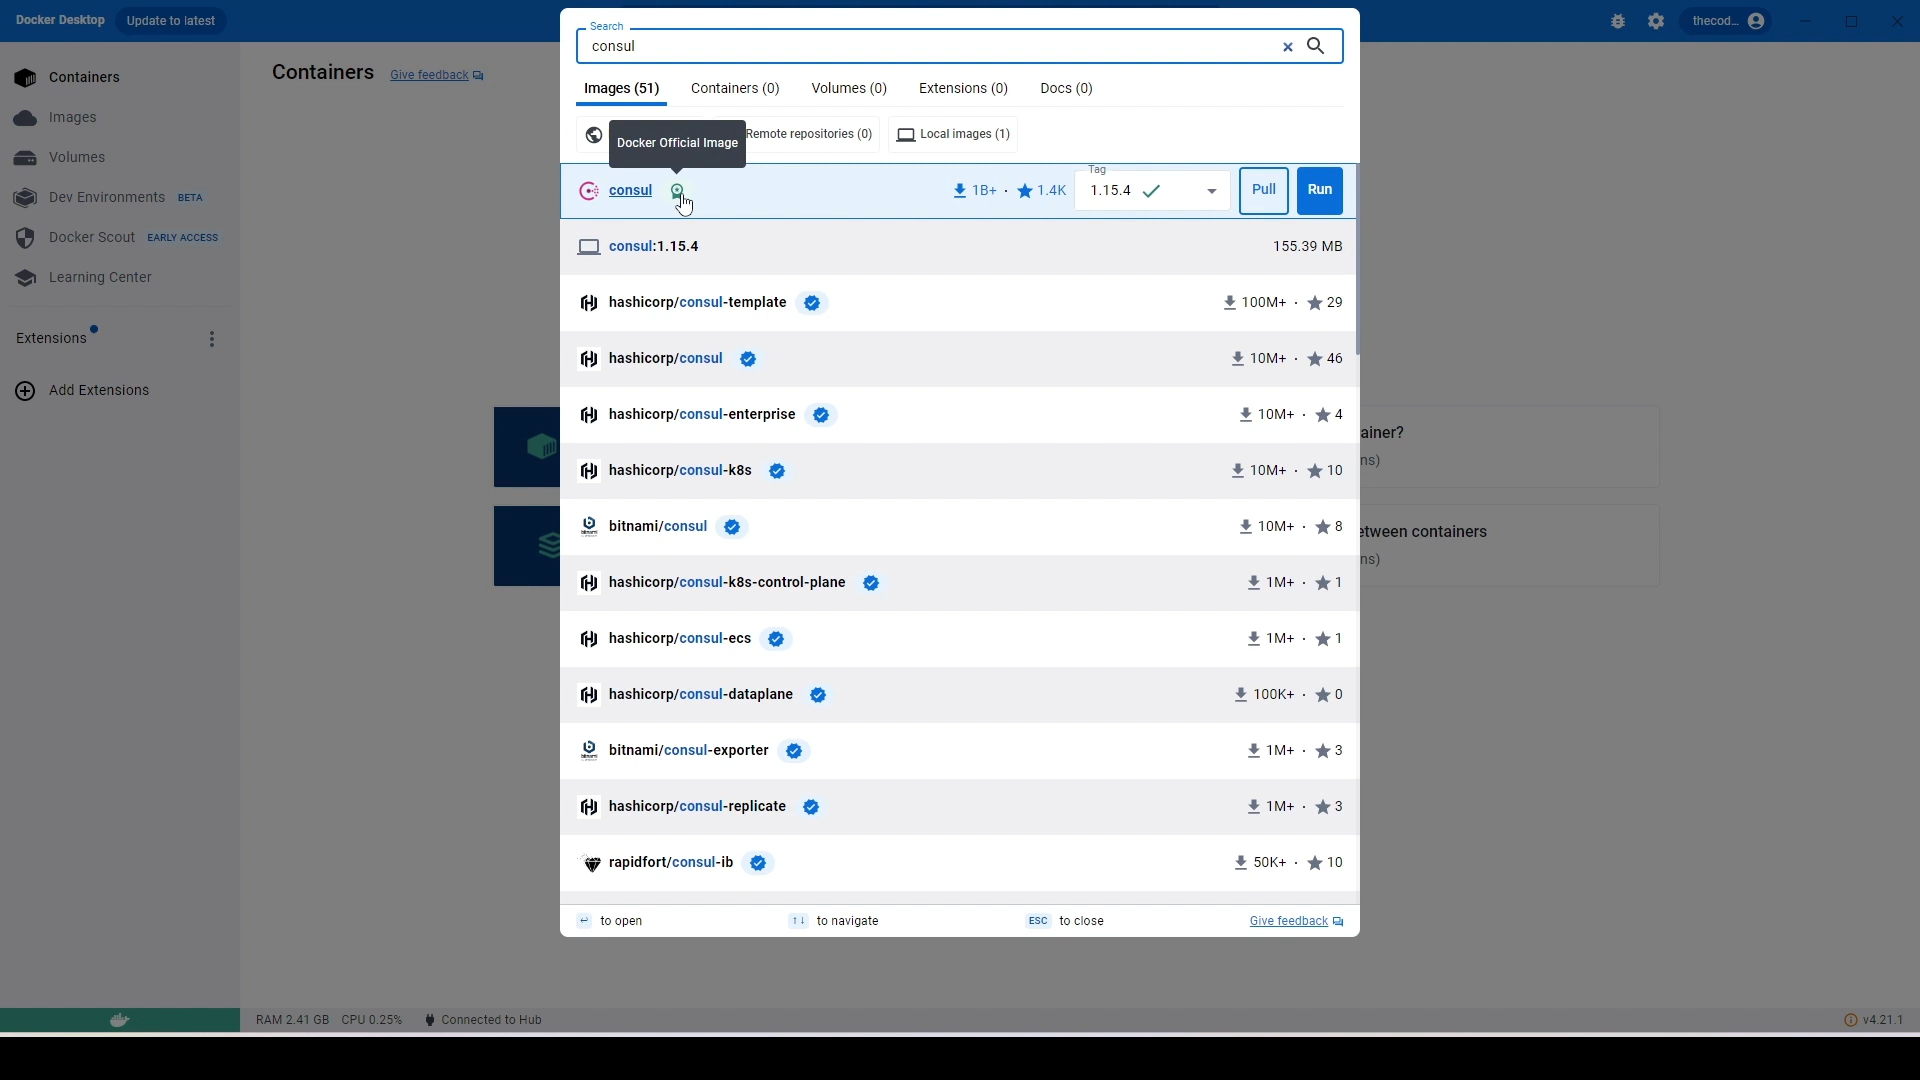 Docker Desktop Update to latest thecod...
Search
consul
Containers Give feedback
Images (51) Containers (0) Volumes (0) Extensions (0) Docs (0)
Remote repositories (0) Local images (1)
Docker Official Image
Containers
Images
Volumes
Dev Environments BETA
Docker Scout EARLY ACCESS
Learning Center
Extensions
Add Extensions
consul 1B+ · 1.4K Tag 1.15.4 Pull Run
consul:1.15.4 155.39 MB
hashicorp/consul-template 100M+ · 29
hashicorp/consul 10M+ · 46
hashicorp/consul-enterprise 10M+ · 4
hashicorp/consul-k8s 10M+ · 10
bitnami/consul 10M+ · 8
hashicorp/consul-k8s-control-plane 1M+ · 1
hashicorp/consul-ecs 1M+ · 1
hashicorp/consul-dataplane 100K+ · 0
bitnami/consul-exporter 1M+ · 3
hashicorp/consul-replicate 1M+ · 3
rapidfort/consul-ib 50K+ · 10
ainer?
ns)
etween containers
ns)
↩ to open ↑↓ to navigate ESC to close Give feedback
RAM 2.41 GB CPU 0.25% Connected to Hub v4.21.1